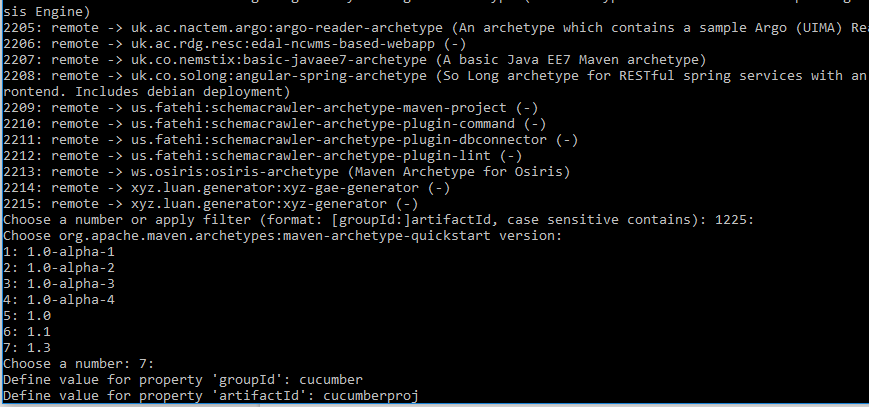 sis Engine)
2205: remote -> uk.ac.nactem.argo:argo-reader-archetype (An archetype which contains a sample Argo (UIMA) Rea
2206: remote -> uk.ac.rdg.resc:edal-ncwms-based-webapp (-)
2207: remote -> uk.co.nemstix:basic-javaee7-archetype (A basic Java EE7 Maven archetype)
2208: remote -> uk.co.solong:angular-spring-archetype (So Long archetype for RESTful spring services with an
rontend. Includes debian deployment)
2209: remote -> us.fatehi:schemacrawler-archetype-maven-project (-)
2210: remote -> us.fatehi:schemacrawler-archetype-plugin-command (-)
2211: remote -> us.fatehi:schemacrawler-archetype-plugin-dbconnector (-)
2212: remote -> us.fatehi:schemacrawler-archetype-plugin-lint (-)
2213: remote -> ws.osiris:osiris-archetype (Maven Archetype for Osiris)
2214: remote -> xyz.luan.generator:xyz-gae-generator (-)
2215: remote -> xyz.luan.generator:xyz-generator (-)
Choose a number or apply filter (format: [groupId:]artifactId, case sensitive contains): 1225:
Choose org.apache.maven.archetypes:maven-archetype-quickstart version:
1: 1.0-alpha-1
2: 1.0-alpha-2
3: 1.0-alpha-3
4: 1.0-alpha-4
5: 1.0
6: 1.1
7: 1.3
Choose a number: 7:
Define value for property 'groupId': cucumber
Define value for property 'artifactId': cucumberproj